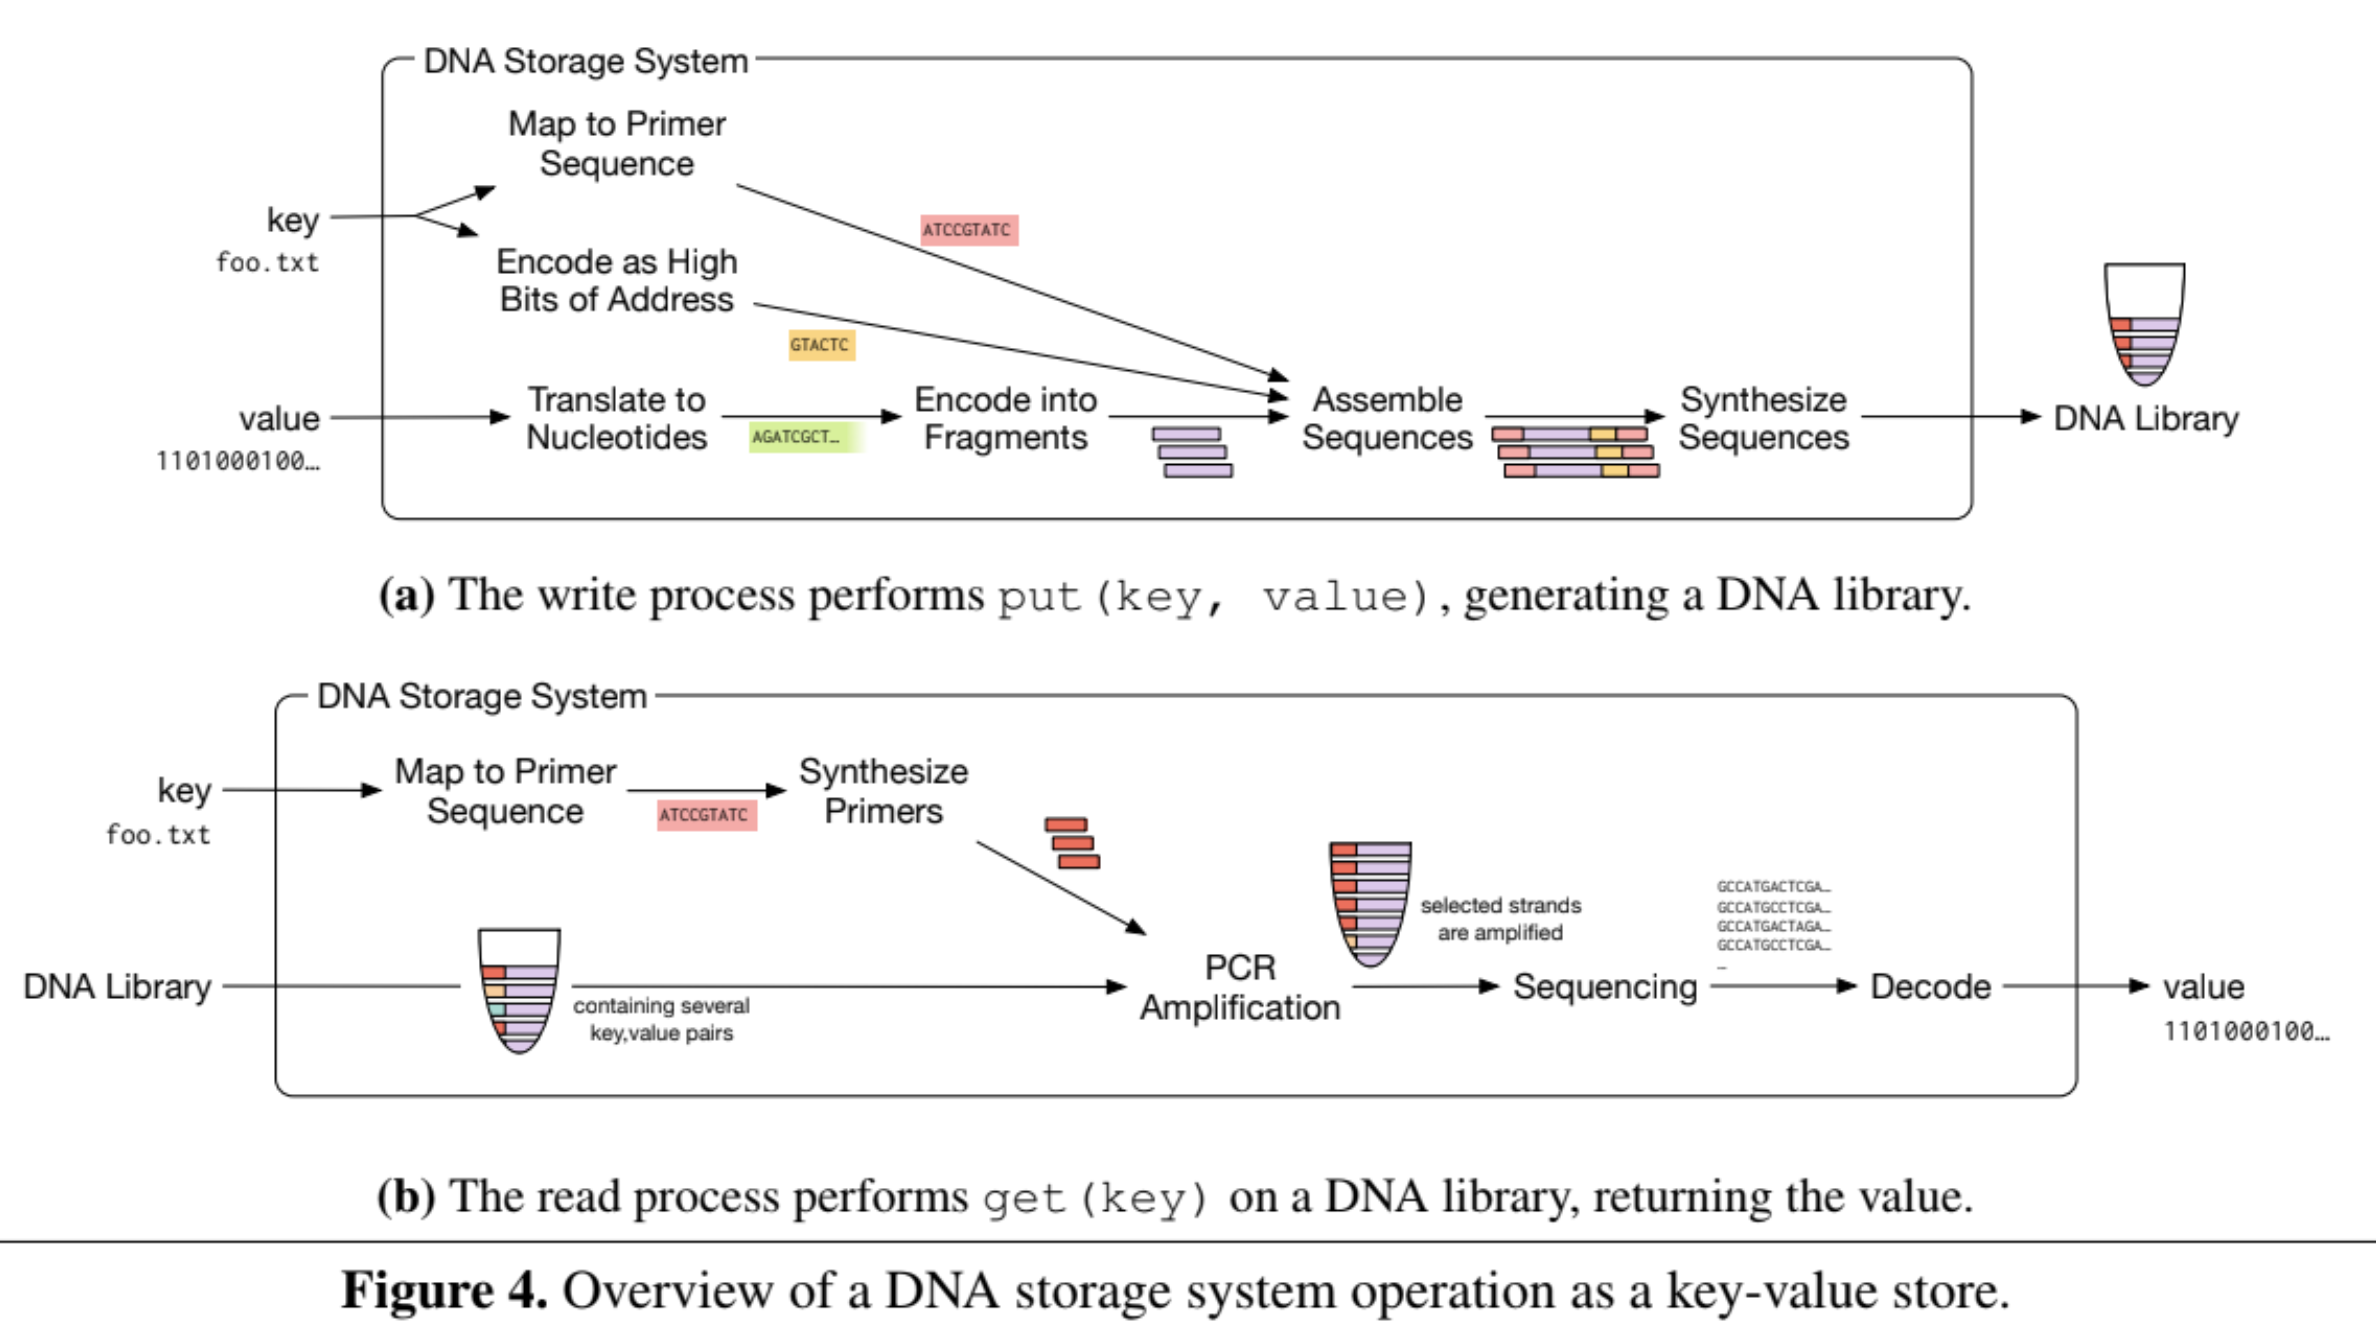 DNA Storage System
Map to Primer
Sequence
key
foo.txt
ATCCGTATC
Encode as High
Bits of Address
GTACTC
value
1101000100…
Translate to
Nucleotides
AGATCGCT…
Encode into
Fragments
Assemble
Sequences
Synthesize
Sequences
DNA Library
(a) The write process performs put(key, value), generating a DNA library.
DNA Storage System
key
foo.txt
Map to Primer
Sequence
ATCCGTATC
Synthesize
Primers
DNA Library
containing several
key,value pairs
PCR
Amplification
selected strands
are amplified
Sequencing
GCCATGACTCGA…
GCCATGCCTCGA…
GCCATGACTAGA…
GCCATGCCTCGA…
…
Decode
value
1101000100…
(b) The read process performs get(key) on a DNA library, returning the value.
Figure 4. Overview of a DNA storage system operation as a key-value store.